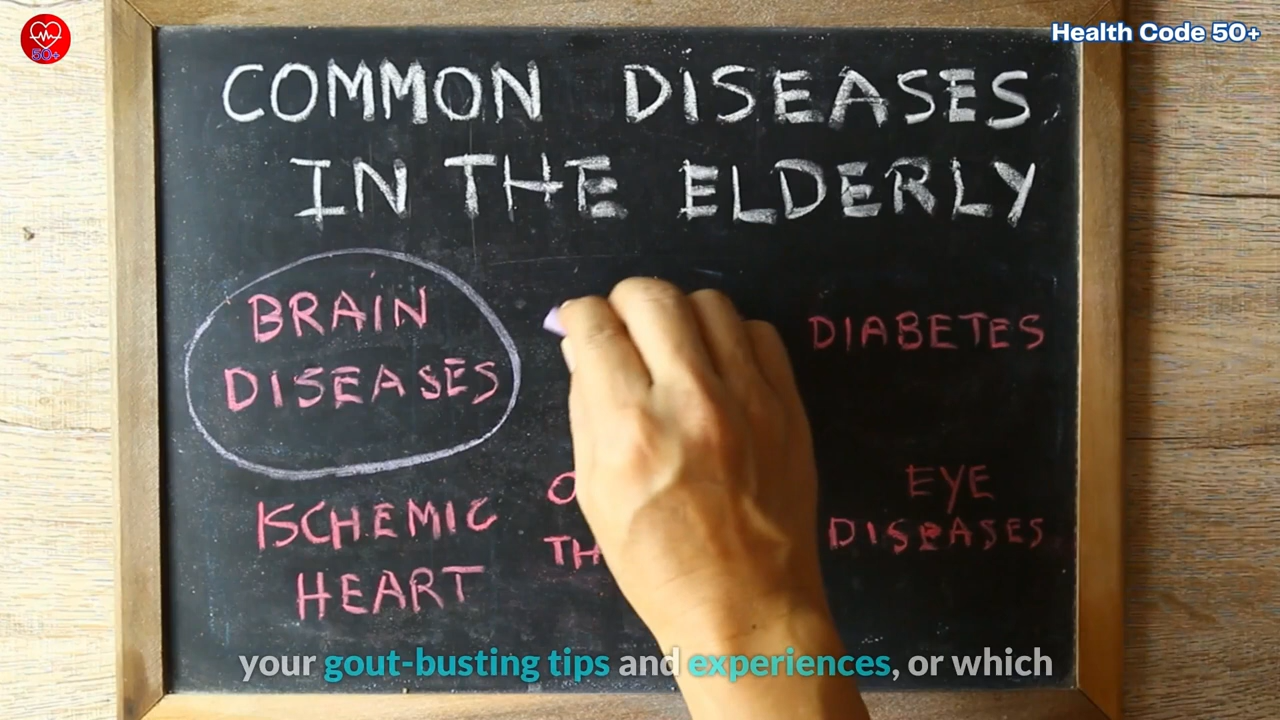 50+
Health Code 50+
COMMON DISEASES
IN THE ELDERLY
BRAIN
DISEASES
DIABETES
ISCHEMIC
HEART
EYE
DISEASES
your gout-busting tips and experiences, or which